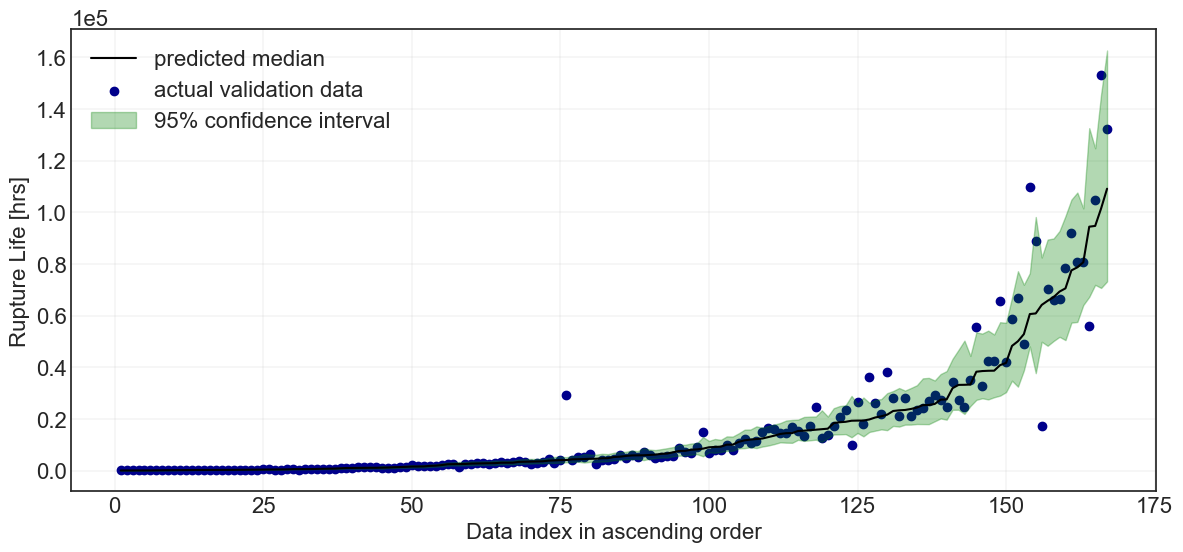 1e5
predicted median
actual validation data
95% confidence interval
1.6
1.4
1.2
1.0
0.8
0.6
0.4
0.2
0.0
Rupture Life [hrs]
0 25 50 75 100 125 150 175
Data index in ascending order